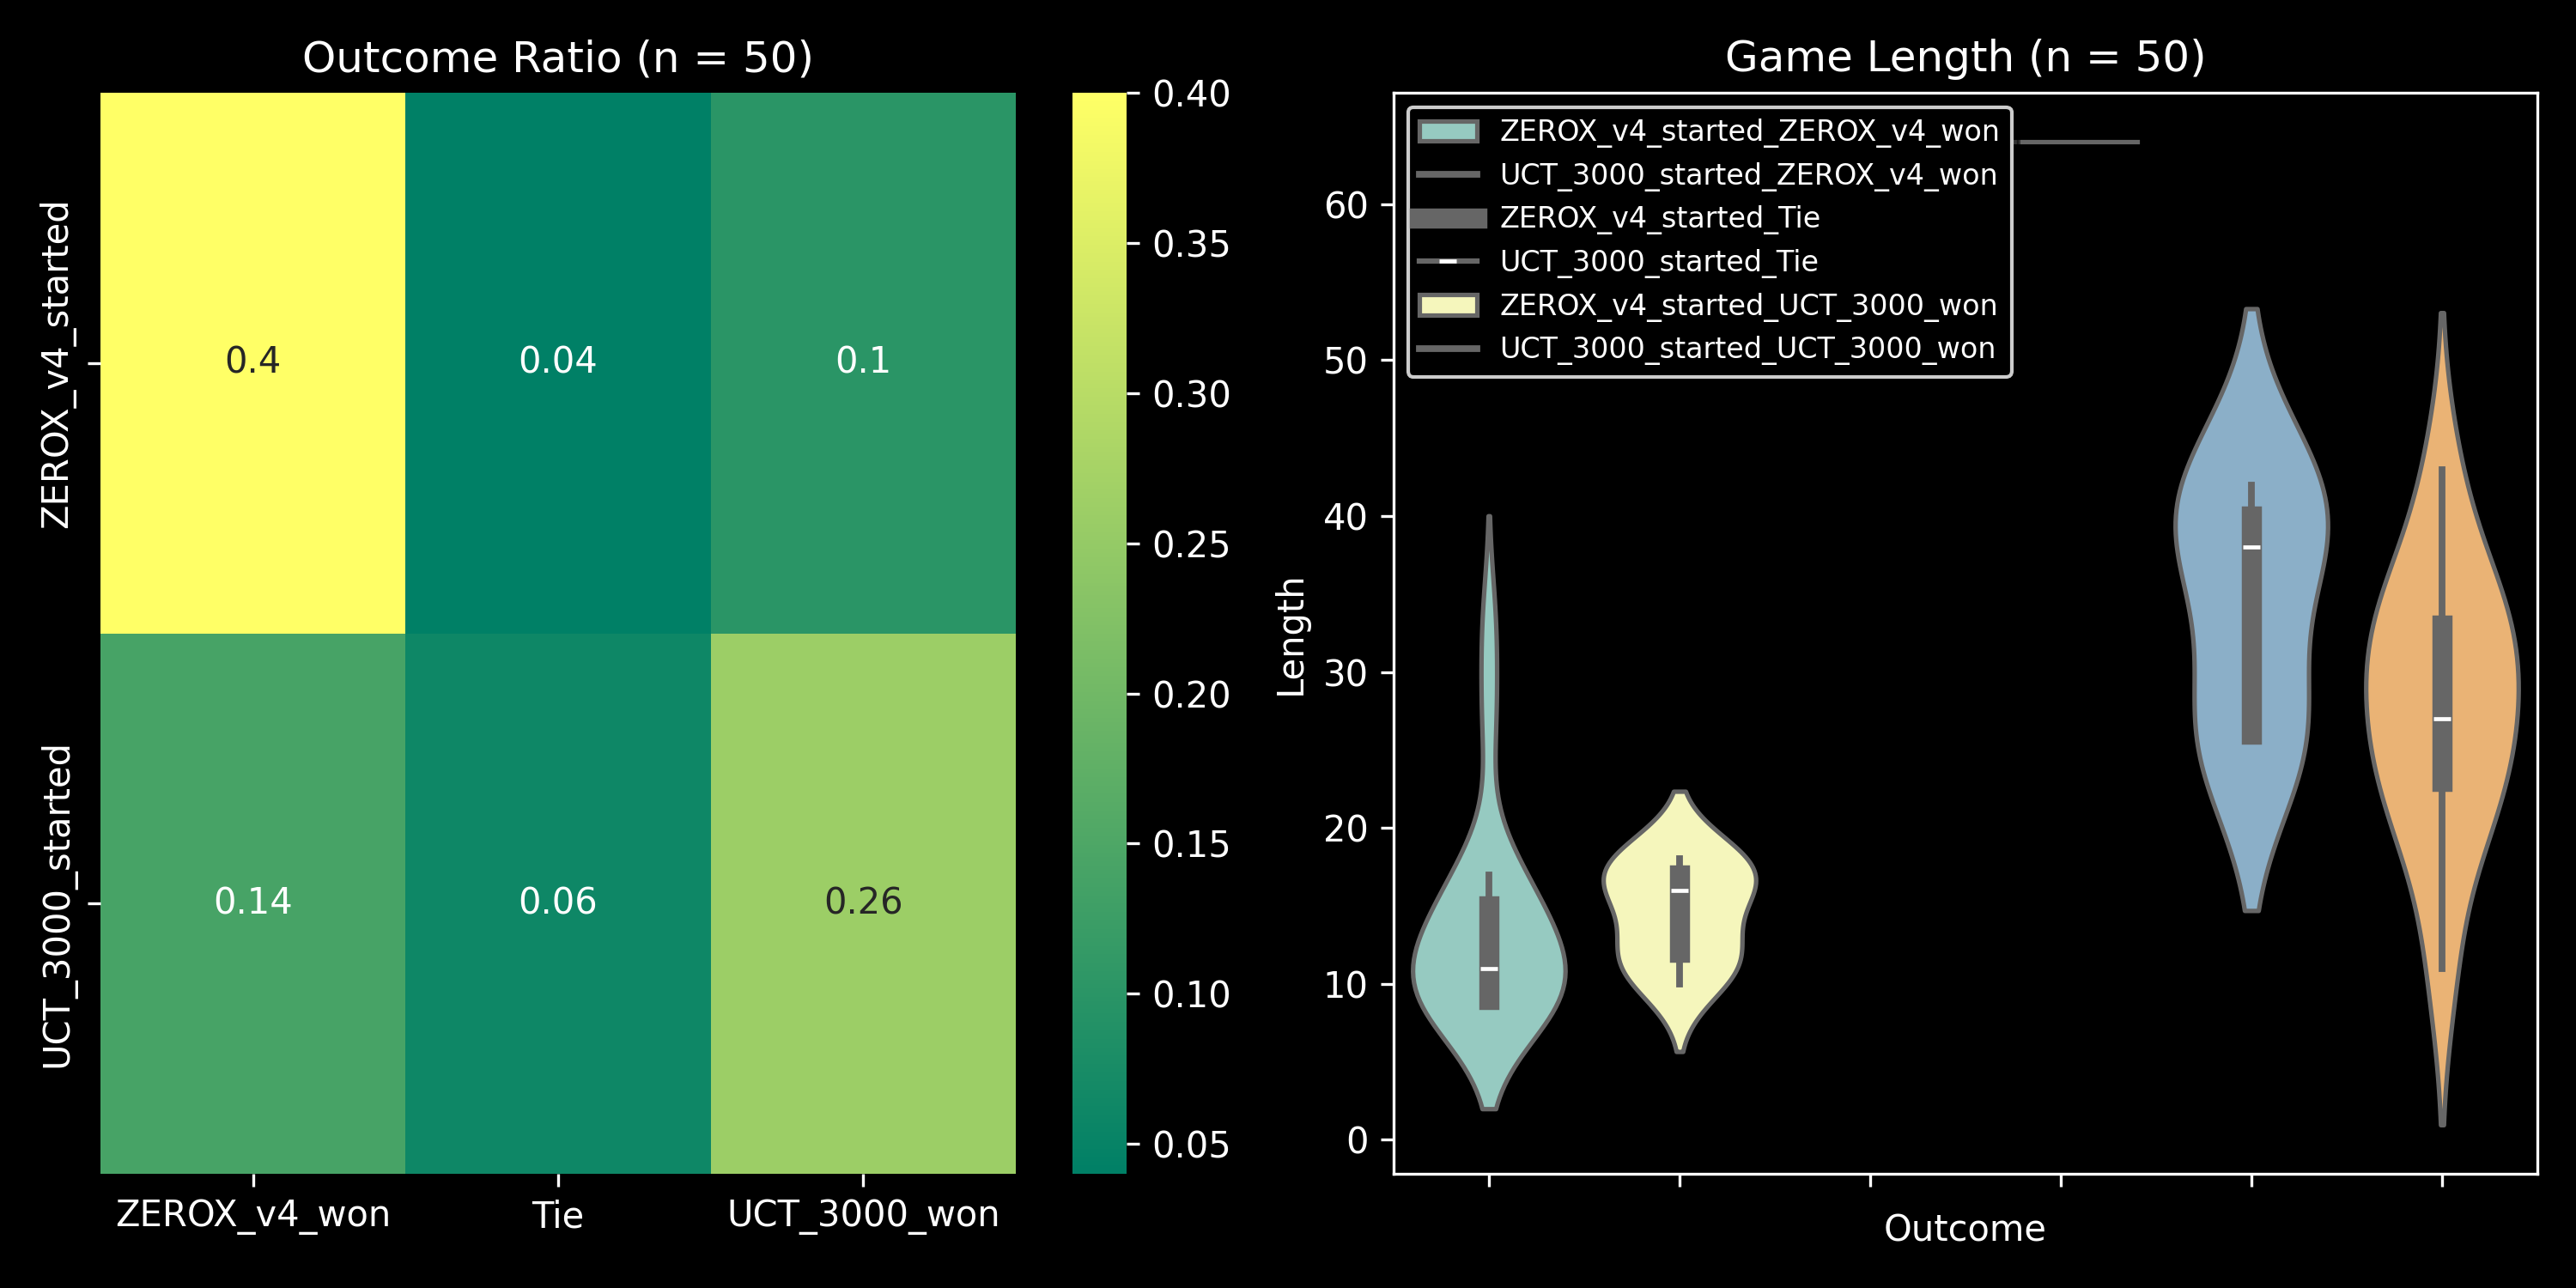 Outcome Ratio (n = 50)
ZEROX_v4_started
UCT_3000_started
0.4
0.04
0.1
0.14
0.06
0.26
ZEROX_v4_won
Tie
UCT_3000_won
0.40
0.35
0.30
0.25
0.20
0.15
0.10
0.05
Game Length (n = 50)
ZEROX_v4_started_ZEROX_v4_won
UCT_3000_started_ZEROX_v4_won
ZEROX_v4_started_Tie
UCT_3000_started_Tie
ZEROX_v4_started_UCT_3000_won
UCT_3000_started_UCT_3000_won
Length
60
50
40
30
20
10
0
Outcome